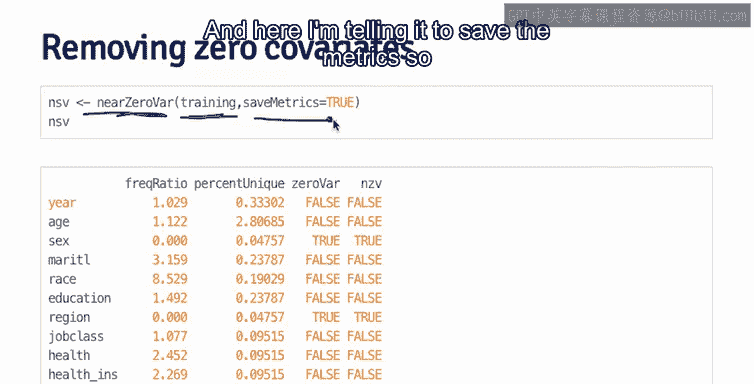 And here I'm telling it to save the
metrics so
Removing zero covariates
nsv <- nearZeroVar(training,saveMetrics=TRUE)
nsv
freqRatio percentUnique zeroVar nzv
year 1.029 0.33302 FALSE FALSE
age 1.122 2.80685 FALSE FALSE
sex 0.000 0.04757 TRUE TRUE
maritl 3.159 0.23787 FALSE FALSE
race 8.529 0.19029 FALSE FALSE
education 1.492 0.23787 FALSE FALSE
region 0.000 0.04757 TRUE TRUE
jobclass 1.077 0.09515 FALSE FALSE
health 2.452 0.09515 FALSE FALSE
health_ins 2.269 0.09515 FALSE FALSE